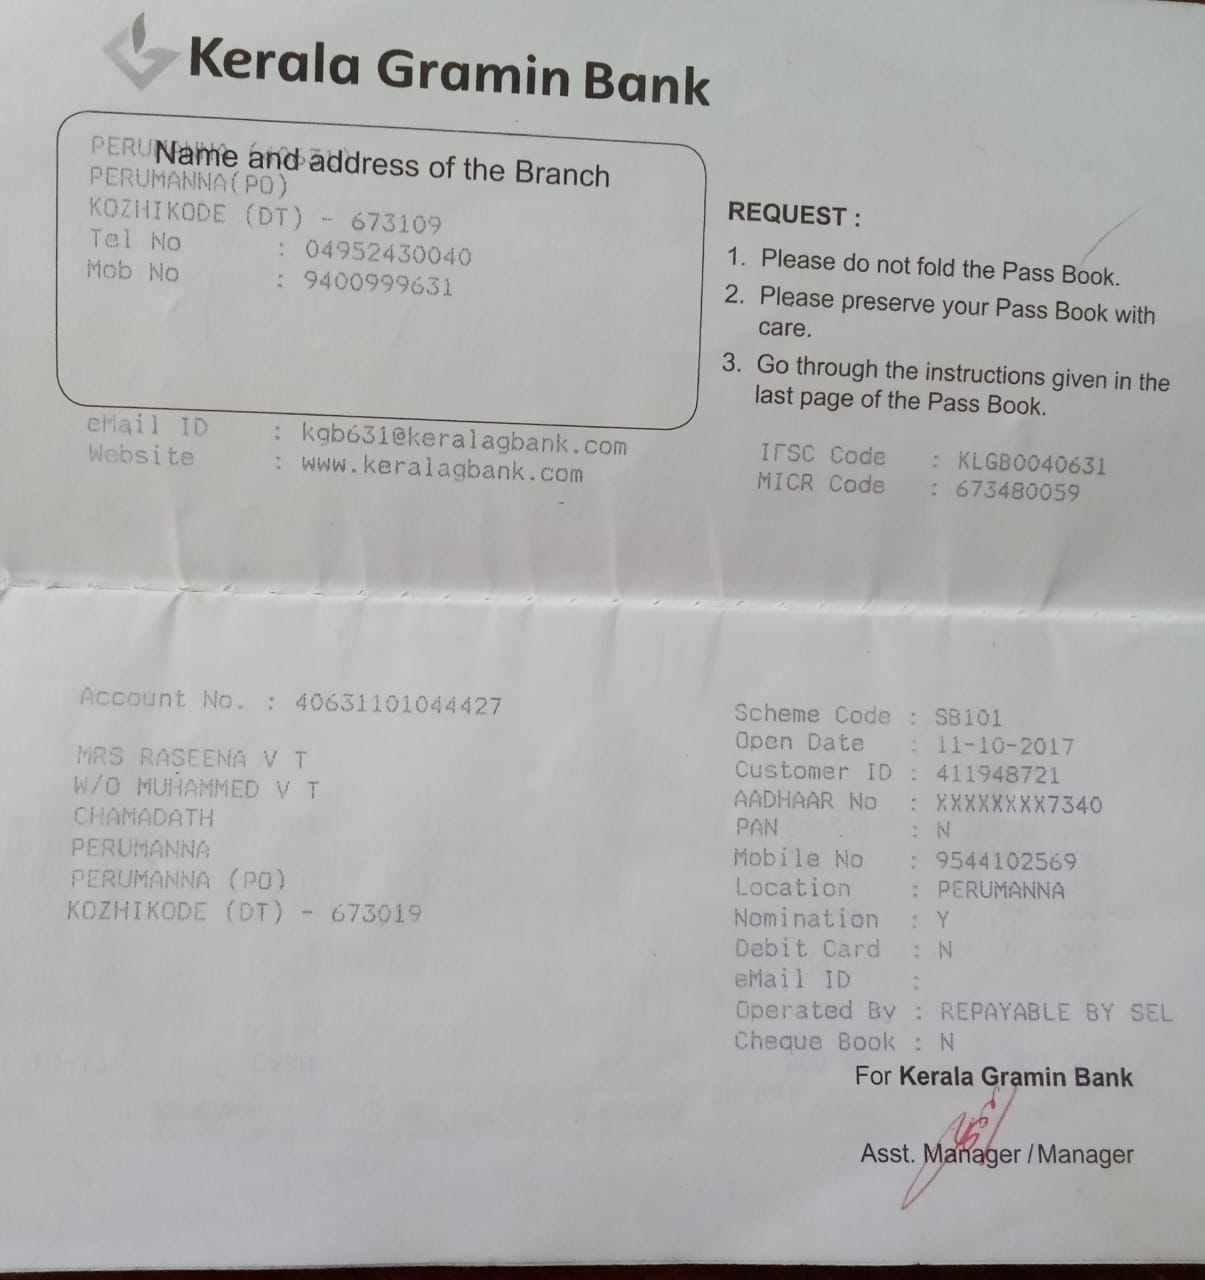 Kerala Gramin Bank
Name and address of the Branch
PERUMANNA(PO)
KOZHIKODE (DT) - 673109
Tel No : 04952430040
Mob No : 9400999631
eMail ID : kgb631@keralagbank.com
Website : www.keralagbank.com
REQUEST :
1. Please do not fold the Pass Book.
2. Please preserve your Pass Book with
care.
3. Go through the instructions given in the
last page of the Pass Book.
IFSC Code : KLGB0040631
MICR Code : 673480059
Account No. : 40631101044427
MRS RASEENA V T
W/O MUHAMMED V T
CHAMADATH
PERUMANNA
PERUMANNA (PO)
KOZHIKODE (DT) - 673019
Scheme Code : SB101
Open Date : 11-10-2017
Customer ID : 411948721
AADHAAR No : XXXXXXXX7340
PAN : N
Mobile No : 9544102569
Location : PERUMANNA
Nomination : Y
Debit Card : N
eMail ID :
Operated By : REPAYABLE BY SEL
Cheque Book : N
For Kerala Gramin Bank
Asst. Manager / Manager